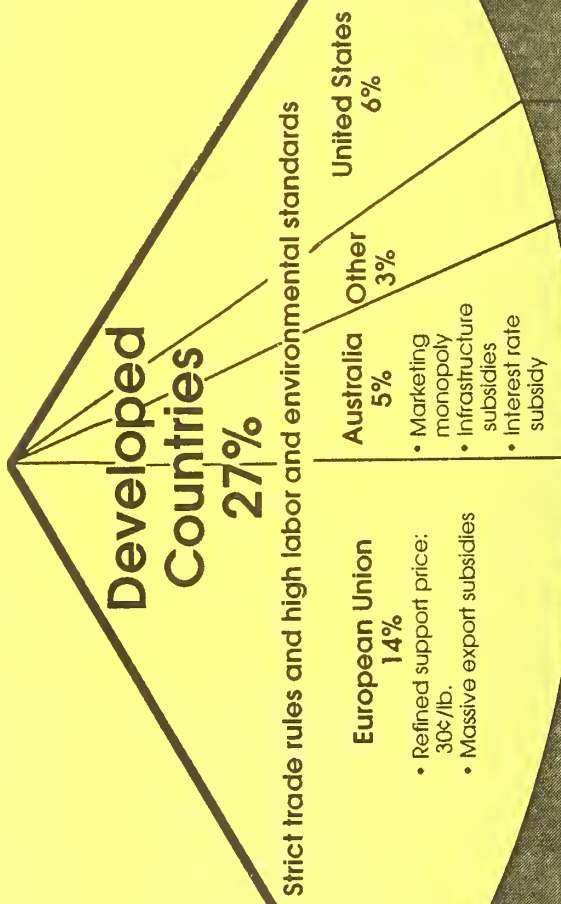 Developed
Countries
27%
Strict trade rules and high labor and environmental standards
European Union
14%
• Refined support price:
30¢/lb.
• Massive export subsidies
Australia
5%
• Marketing
monopoly
• Infrastructure
subsidies
• Interest rate
subsidy
Other
3%
United States
6%